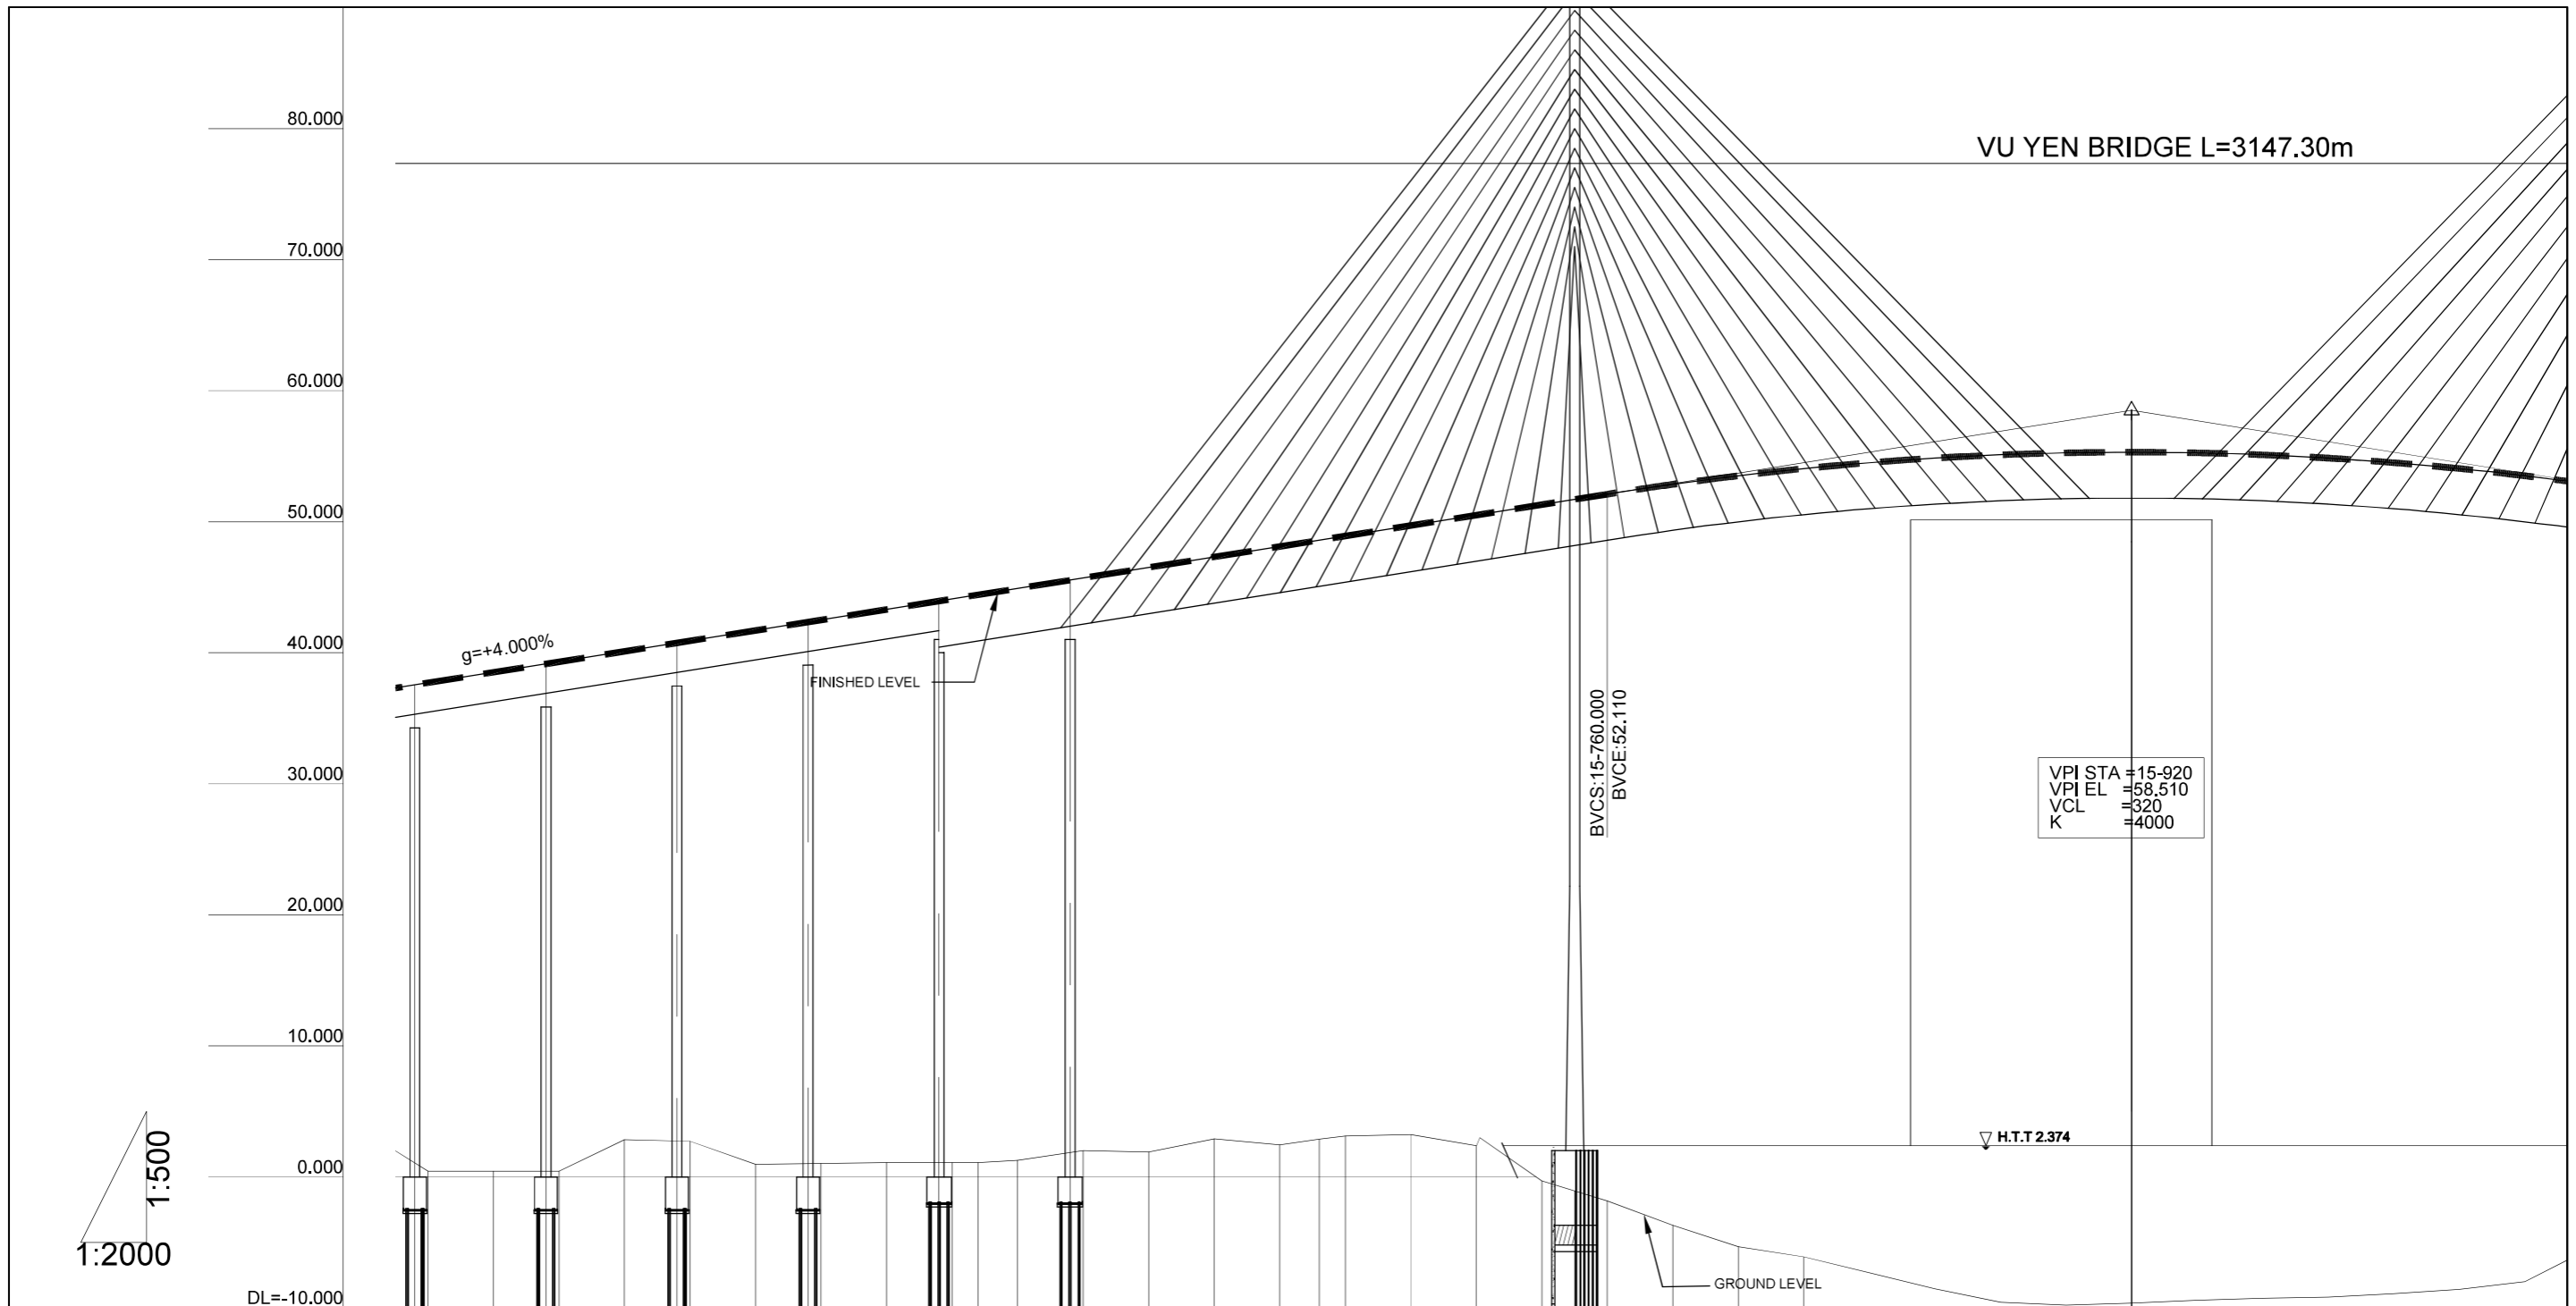 80.000
VU YEN BRIDGE L=3147.30m
70.000
60.000
50.000
40.000
g=+4.000%
FINISHED LEVEL
30.000
BVCS:15-760.000
BVCE:52.110
VPI STA =15-920
VPI EL =58.510
VCL =320
K =4000
20.000
10.000
H.T.T 2.374
0.000
1:500
1:2000
GROUND LEVEL
DL=-10.000